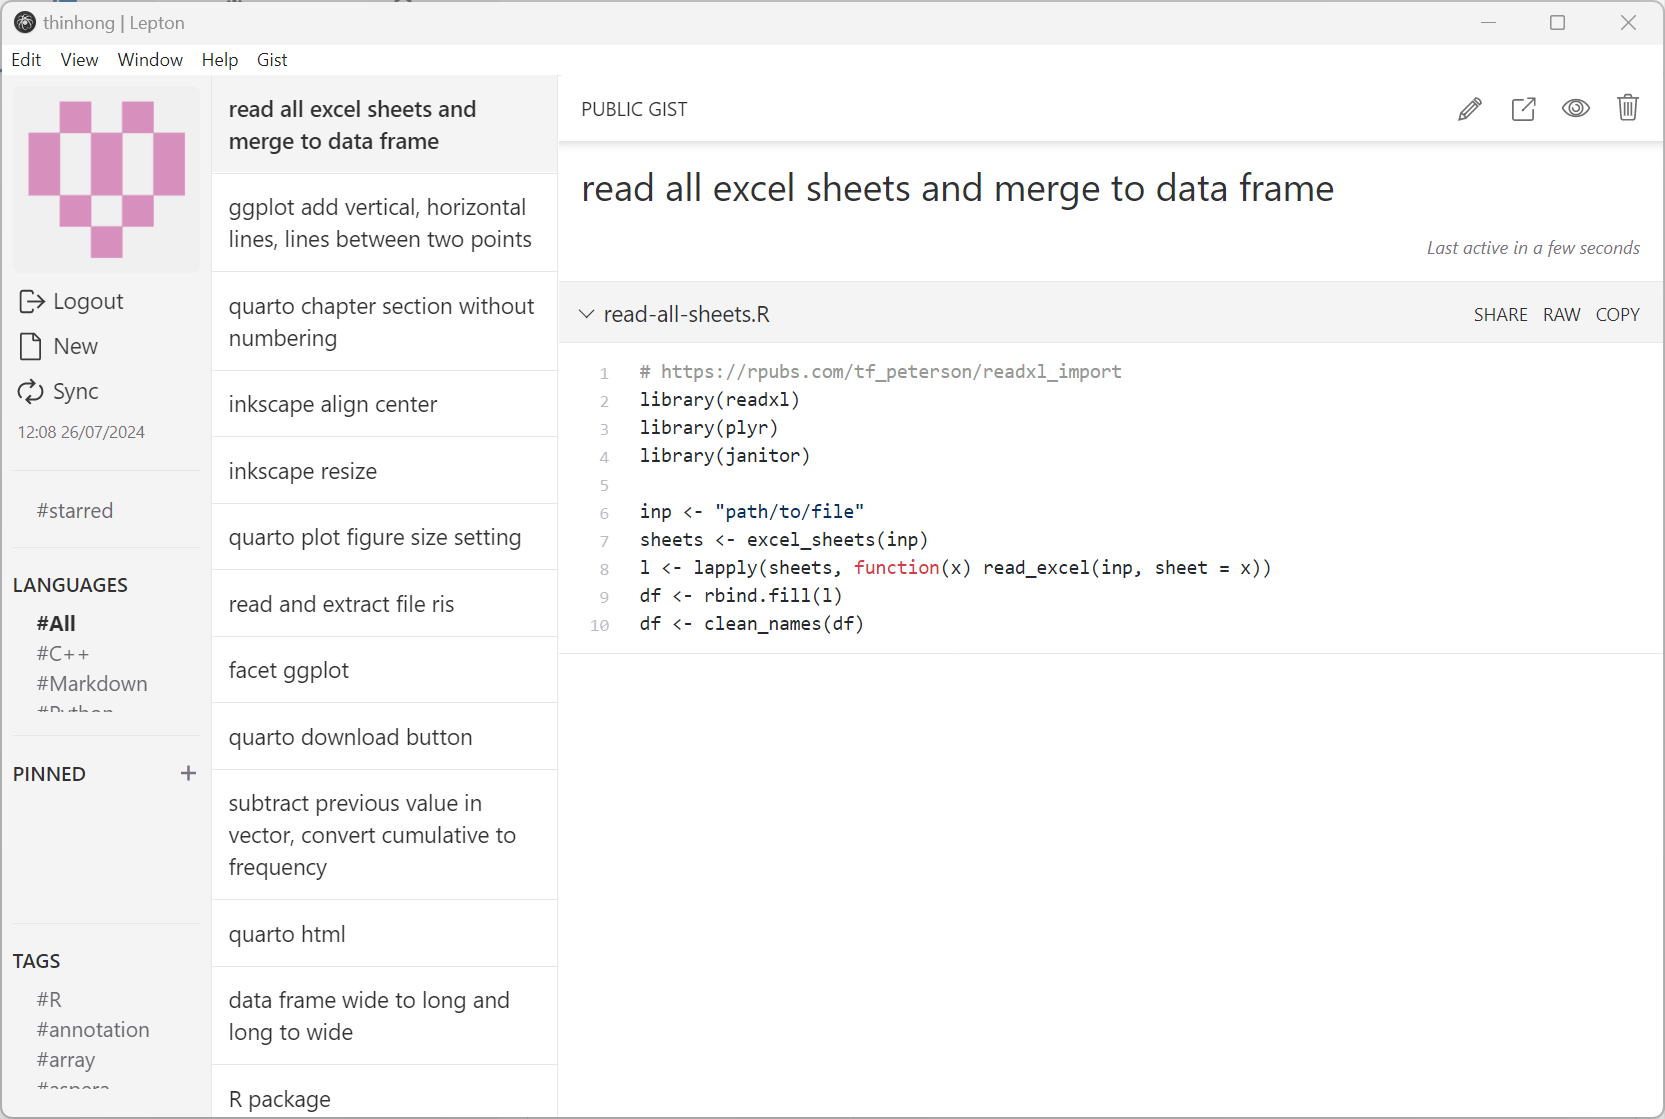 thinhong | Lepton
Edit View Window Help Gist
Logout
New
Sync
12:08 26/07/2024
#starred
LANGUAGES
#All
#C++
#Markdown
#Python
PINNED +
TAGS
#R
#annotation
#array
#aspera
read all excel sheets and
merge to data frame
ggplot add vertical, horizontal
lines, lines between two points
quarto chapter section without
numbering
inkscape align center
inkscape resize
quarto plot figure size setting
read and extract file ris
facet ggplot
quarto download button
subtract previous value in
vector, convert cumulative to
frequency
quarto html
data frame wide to long and
long to wide
R package
PUBLIC GIST
read all excel sheets and merge to data frame
Last active in a few seconds
read-all-sheets.R SHARE RAW COPY
1 # https://rpubs.com/tf_peterson/readxl_import
2 library(readxl)
3 library(plyr)
4 library(janitor)
5
6 inp <- "path/to/file"
7 sheets <- excel_sheets(inp)
8 l <- lapply(sheets, function(x) read_excel(inp, sheet = x))
9 df <- rbind.fill(l)
10 df <- clean_names(df)